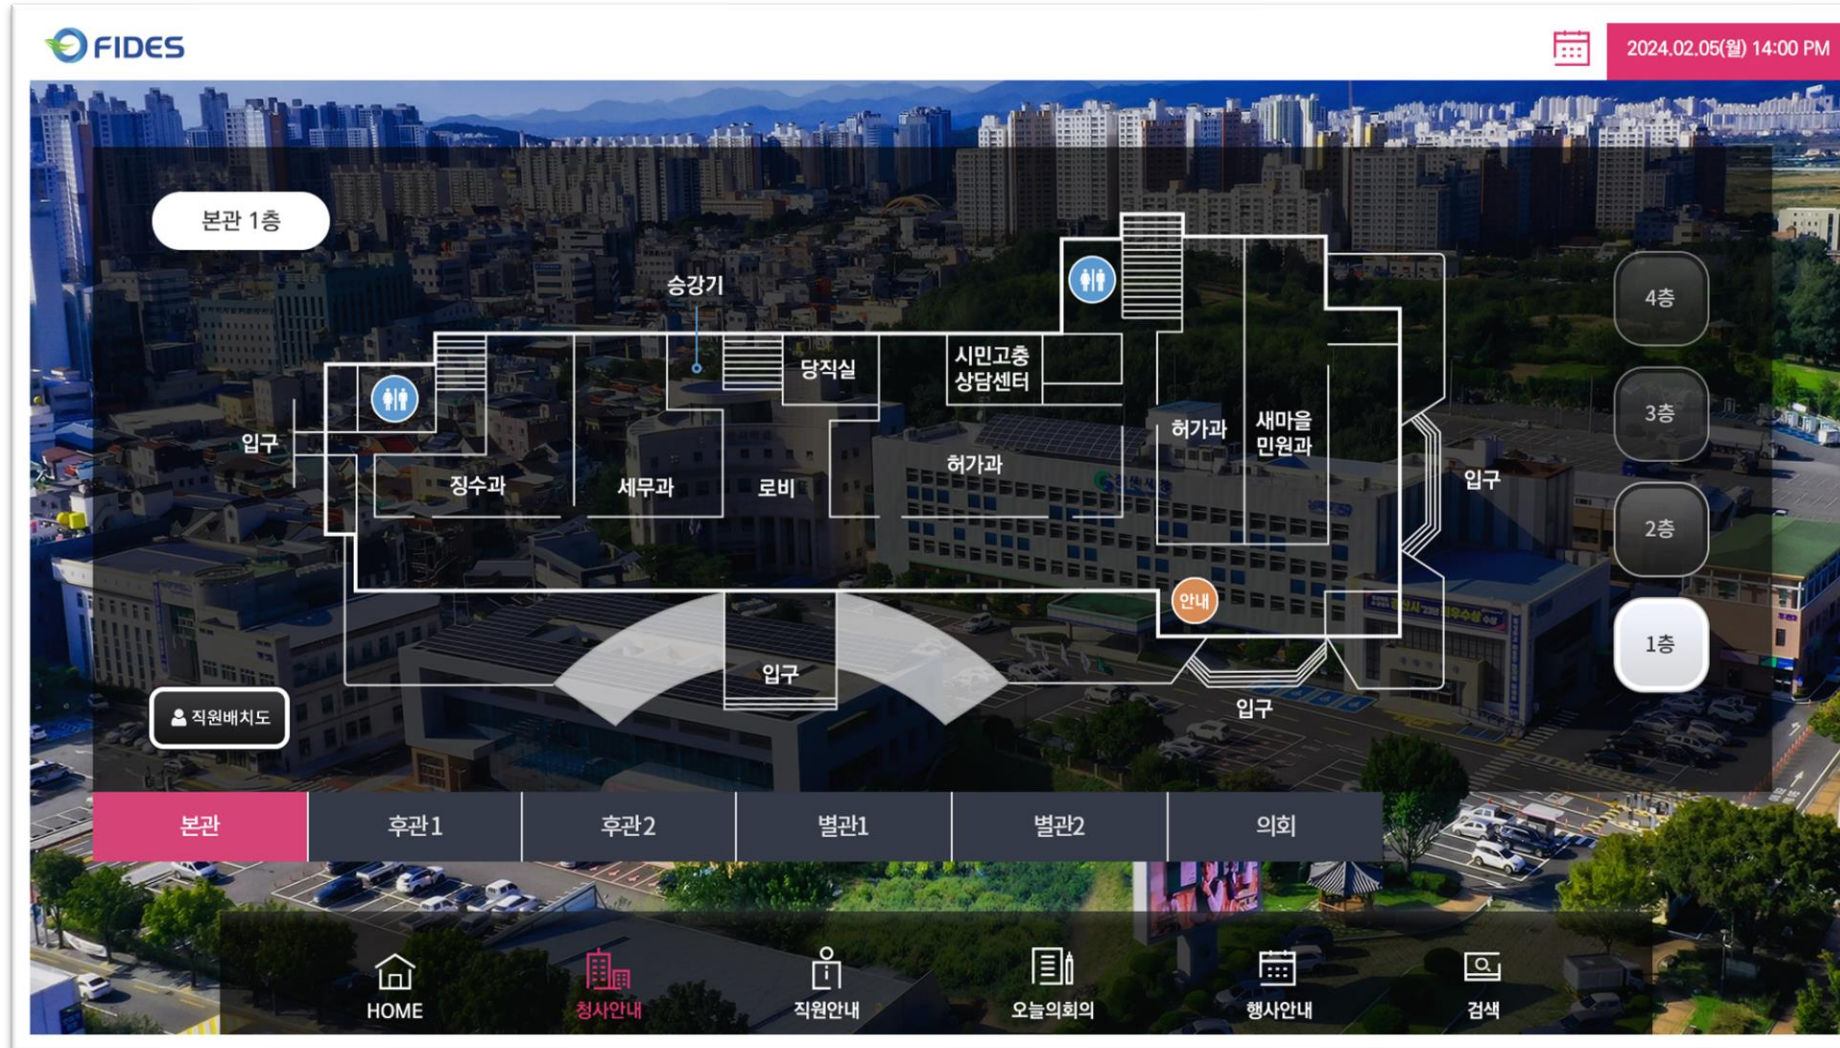 FIDES
2024.02.05(월) 14:00 PM
본관 1층
승강기
4층
당직실
시민고충
상담센터
3층
입구
허가과
새마을
민원과
징수과
세무과
로비
허가과
입구
2층
안내
1층
입구
입구
직원배치도
본관
후관1
후관2
별관1
별관2
의회
HOME
청사안내
직원안내
오늘의회의
행사안내
검색